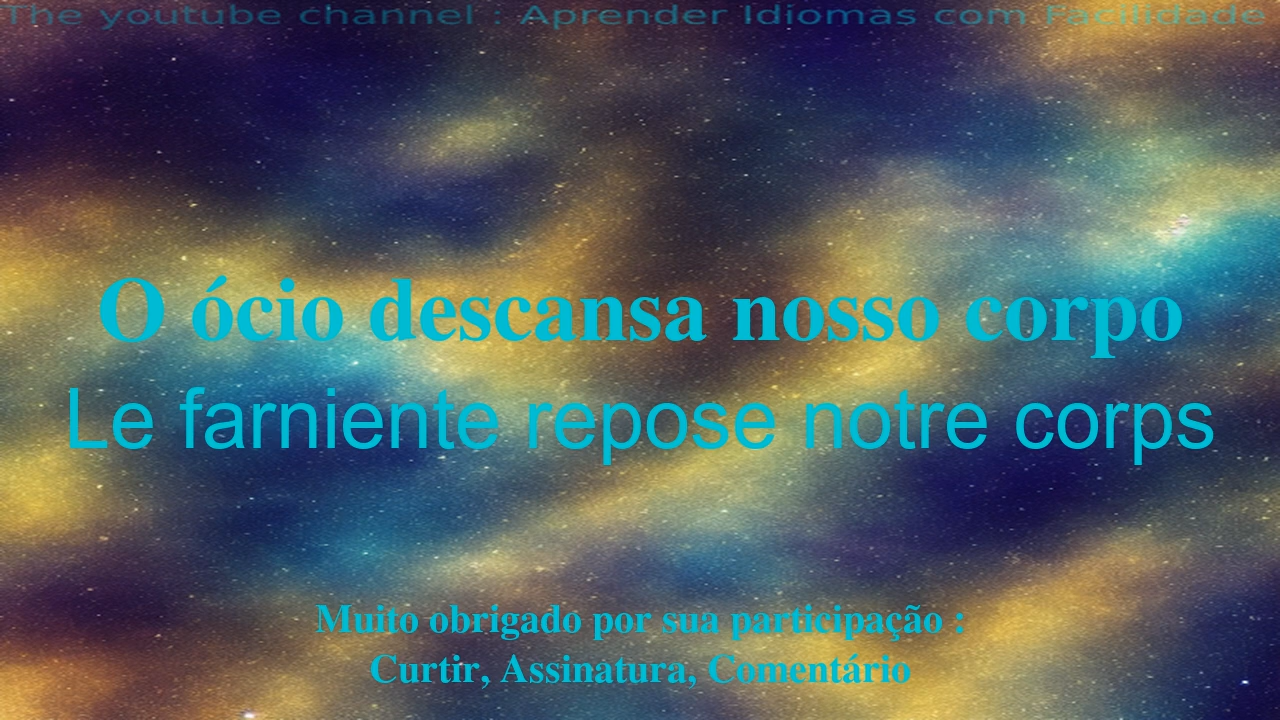 The youtube channel : Aprender Idiomas com Facilidade
O ócio descansa nosso corpo
Le farniente repose notre corps
Muito obrigado por sua participação :
Curtir, Assinatura, Comentário